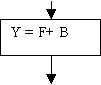 Y = F+ B